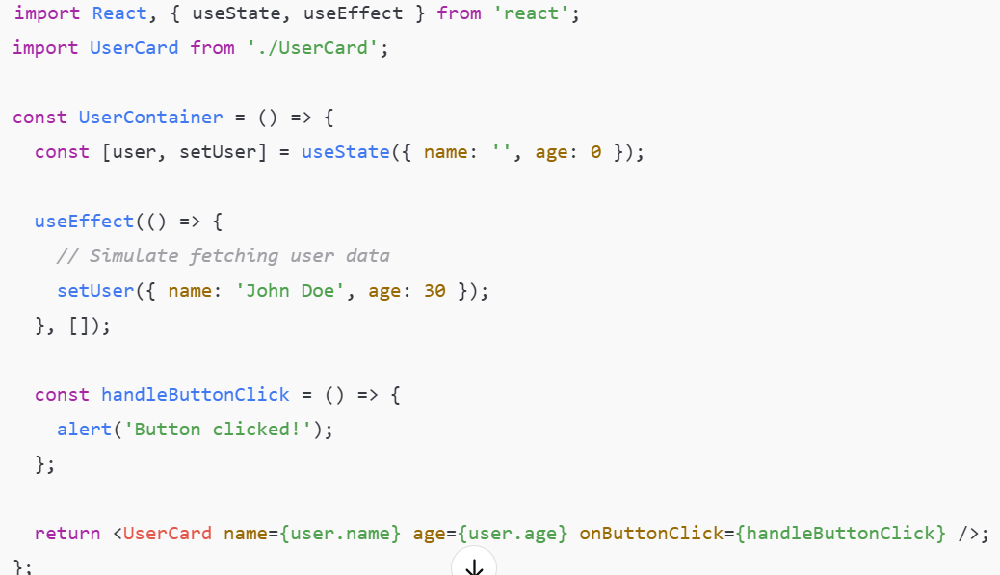 import React, { useState, useEffect } from 'react';
import UserCard from './UserCard';
const UserContainer = () => {
const [user, setUser] = useState({ name: '', age: 0 });
useEffect(() => {
// Simulate fetching user data
setUser({ name: 'John Doe', age: 30 });
}, []);
const handleButtonClick = () => {
alert('Button clicked!');
};
return <UserCard name={user.name} age={user.age} onButtonClick={handleButtonClick} />;
};